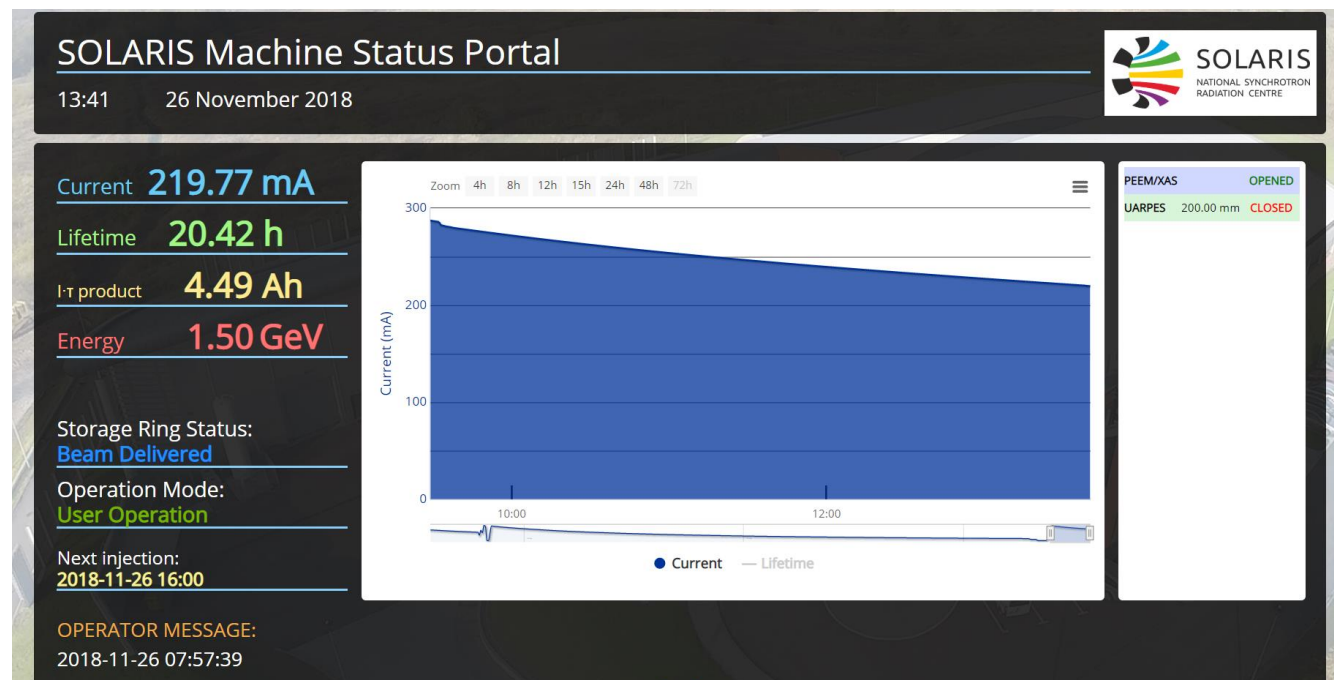 SOLARIS Machine Status Portal
13:41 26 November 2018
SOLARIS
NATIONAL SYNCHROTRON
RADIATION CENTRE
Current 219.77 mA
Lifetime 20.42 h
I·τ product 4.49 Ah
Energy 1.50 GeV
Storage Ring Status:
Beam Delivered
Operation Mode:
User Operation
Next injection:
2018-11-26 16:00
Zoom 4h 8h 12h 15h 24h 48h 72h
300
200
100
0
Current (mA)
10:00 12:00
Current Lifetime
PEEM/XAS OPENED
UARPES 200.00 mm CLOSED
OPERATOR MESSAGE:
2018-11-26 07:57:39